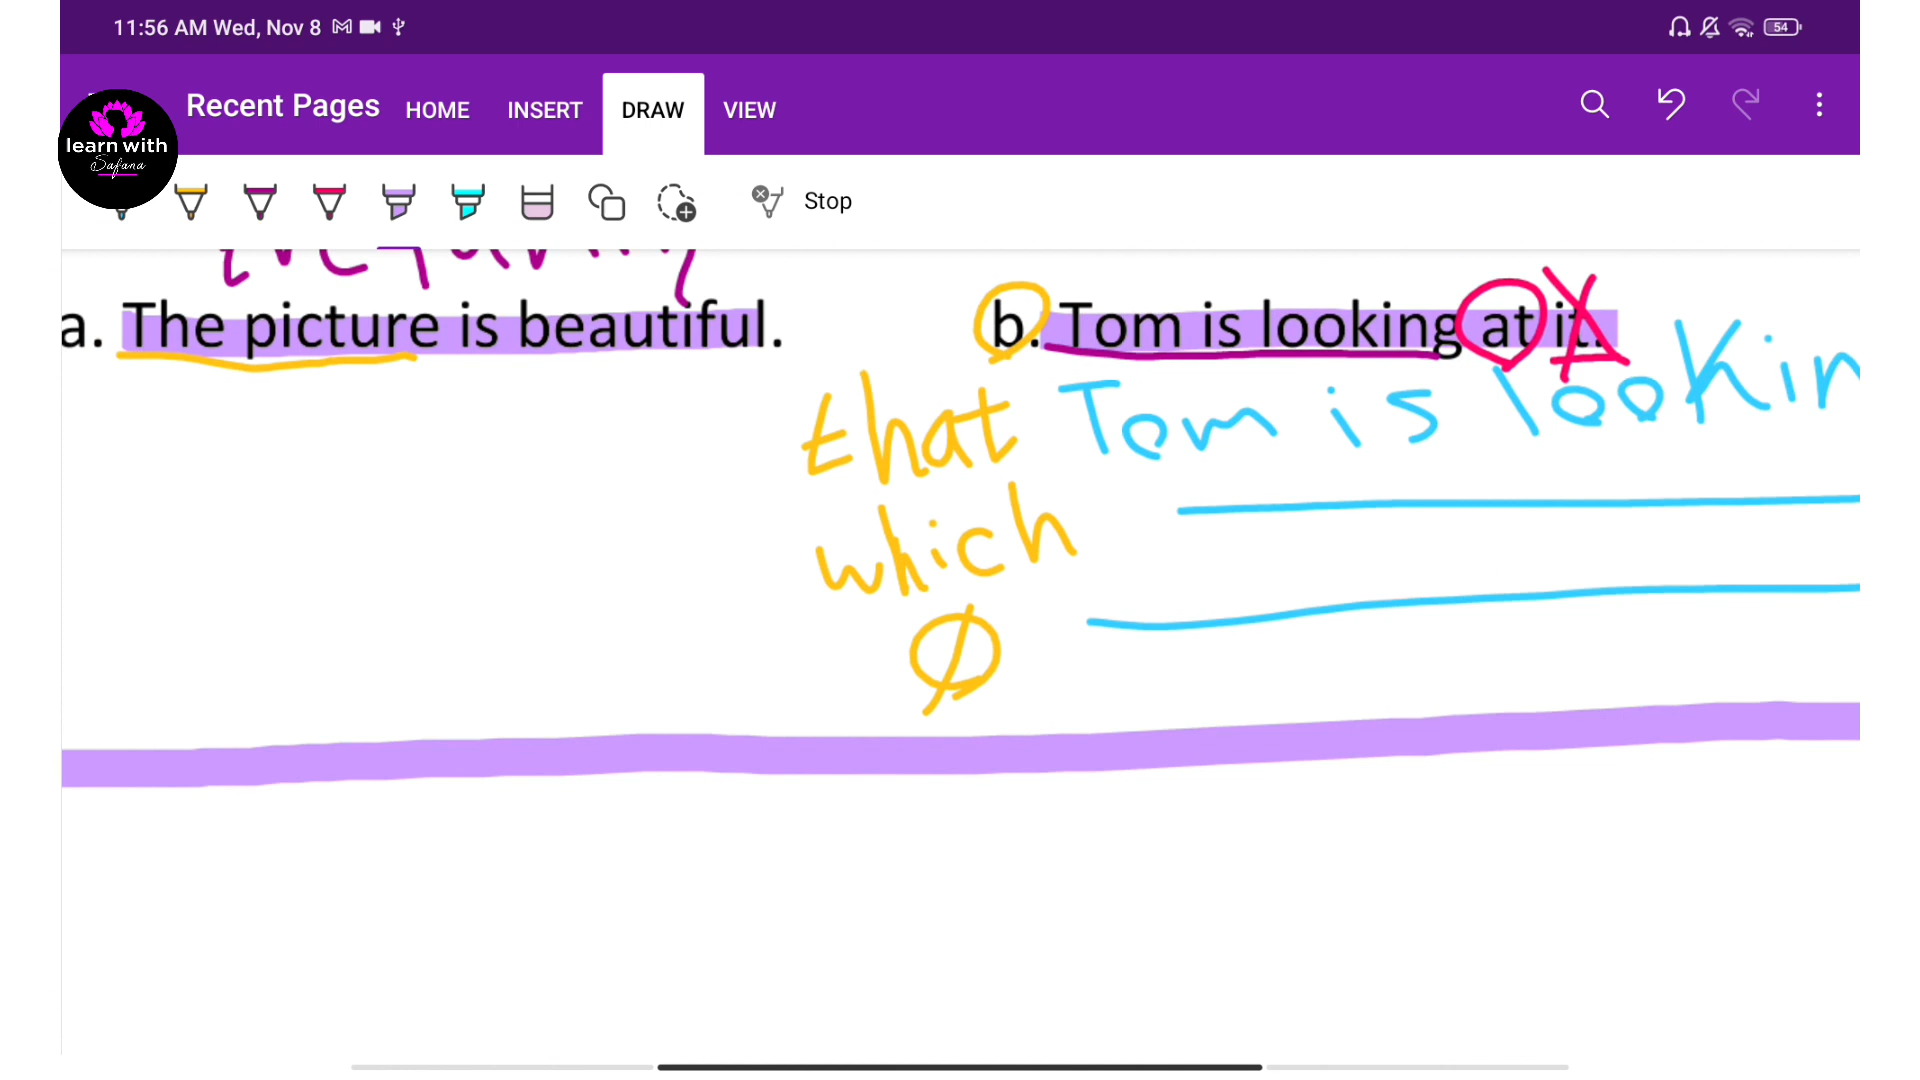 11:56 AM Wed, Nov 8
54
Recent Pages HOME INSERT DRAW VIEW
learn with
Safana
Stop
a. The picture is beautiful.
b. Tom is looking at it.
that Tom is lookin
which
Ø